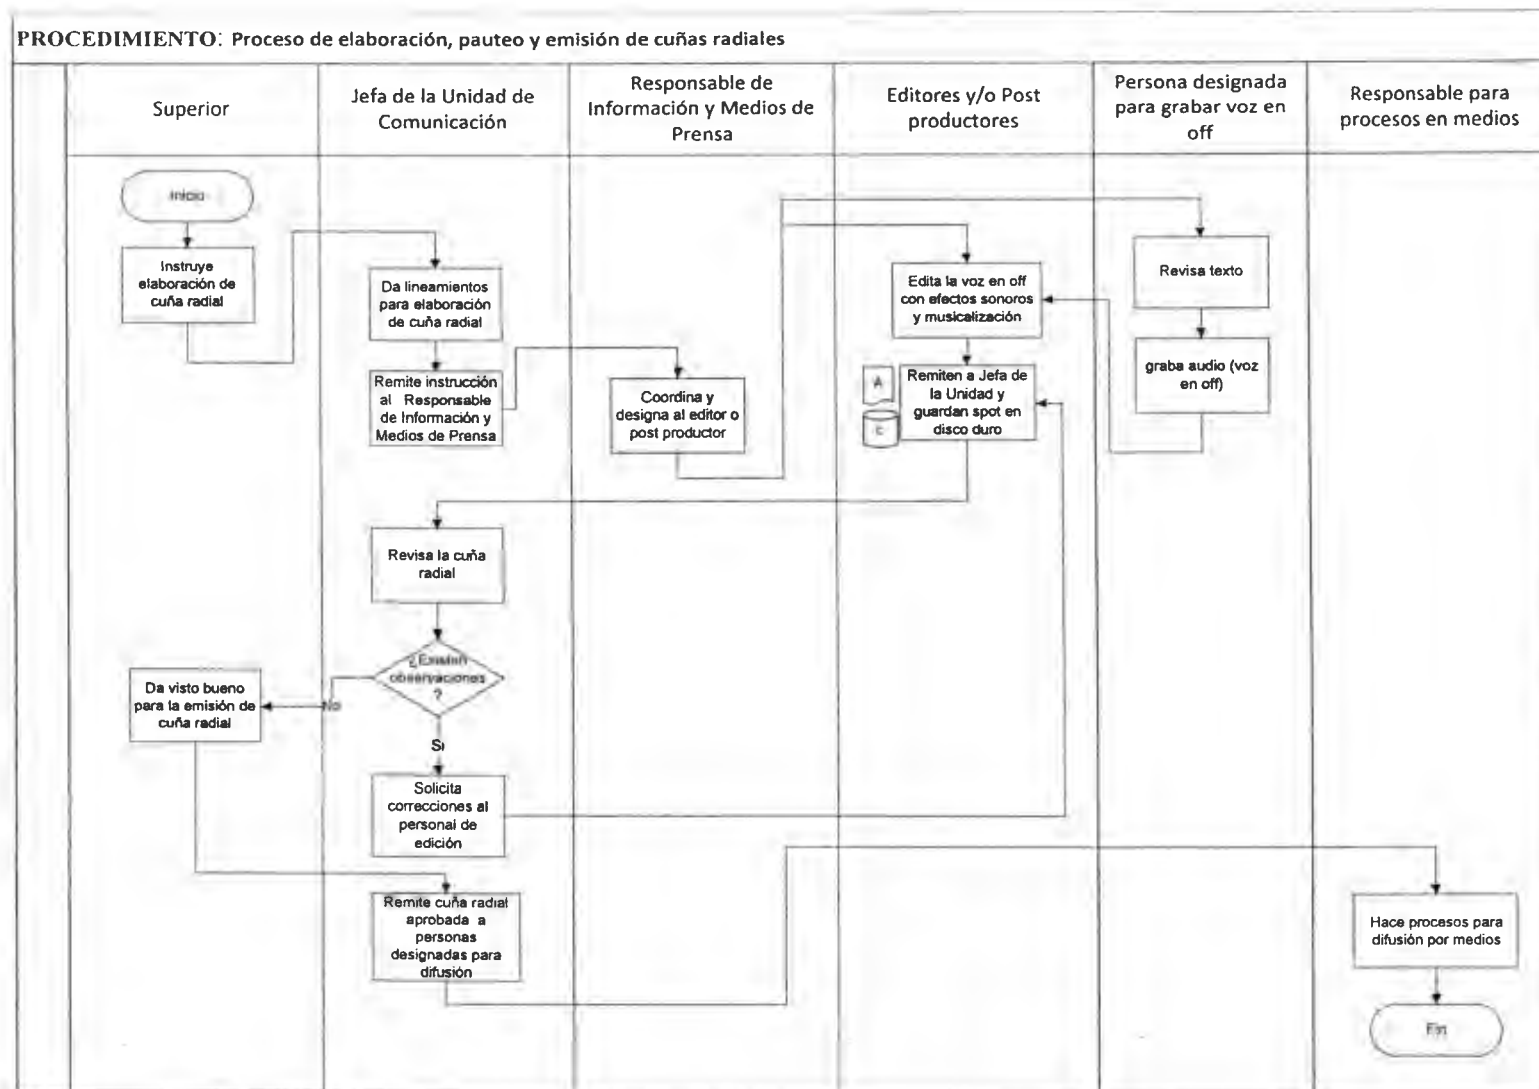 PROCEDIMIENTO: Proceso de elaboración, pauteo y emisión de cuñas radiales
Superior
Jefa de la Unidad de
Comunicación
Responsable de
Información y Medios de
Prensa
Editores y/o Post
productores
Persona designada
para grabar voz en
off
Responsable para
procesos en medios
Inicio
Instruye
elaboración de
cuña radial
Da lineamientos
para elaboración
de cuña radial
Remite instrucción
al Responsable
de Información y
Medios de Prensa
Coordina y
designa al editor o
post productor
Edita la voz en off
con efectos sonoros
y musicalización
A
C
Remiten a Jefa de
la Unidad y
guardan spot en
disco duro
Revisa texto
graba audio (voz
en off)
Revisa la cuña
radial
¿Existen
observaciones
?
No
Si
Da visto bueno
para la emisión de
cuña radial
Solicita
correcciones al
personal de
edición
Remite cuña radial
aprobada a
personas
designadas para
difusión
Hace procesos para
difusión por medios
Fin